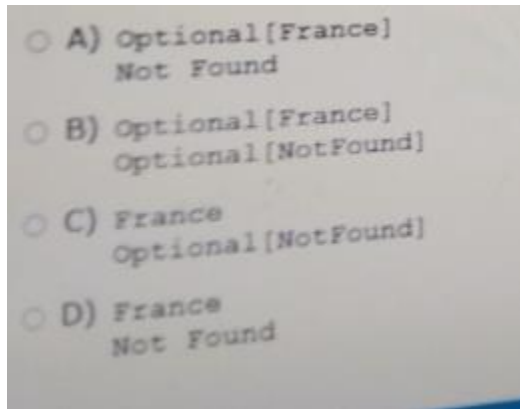 A) Optional[France]
Not Found
B) Optional[France]
Optional[NotFound]
C) France
Optional[NotFound]
D) France
Not Found